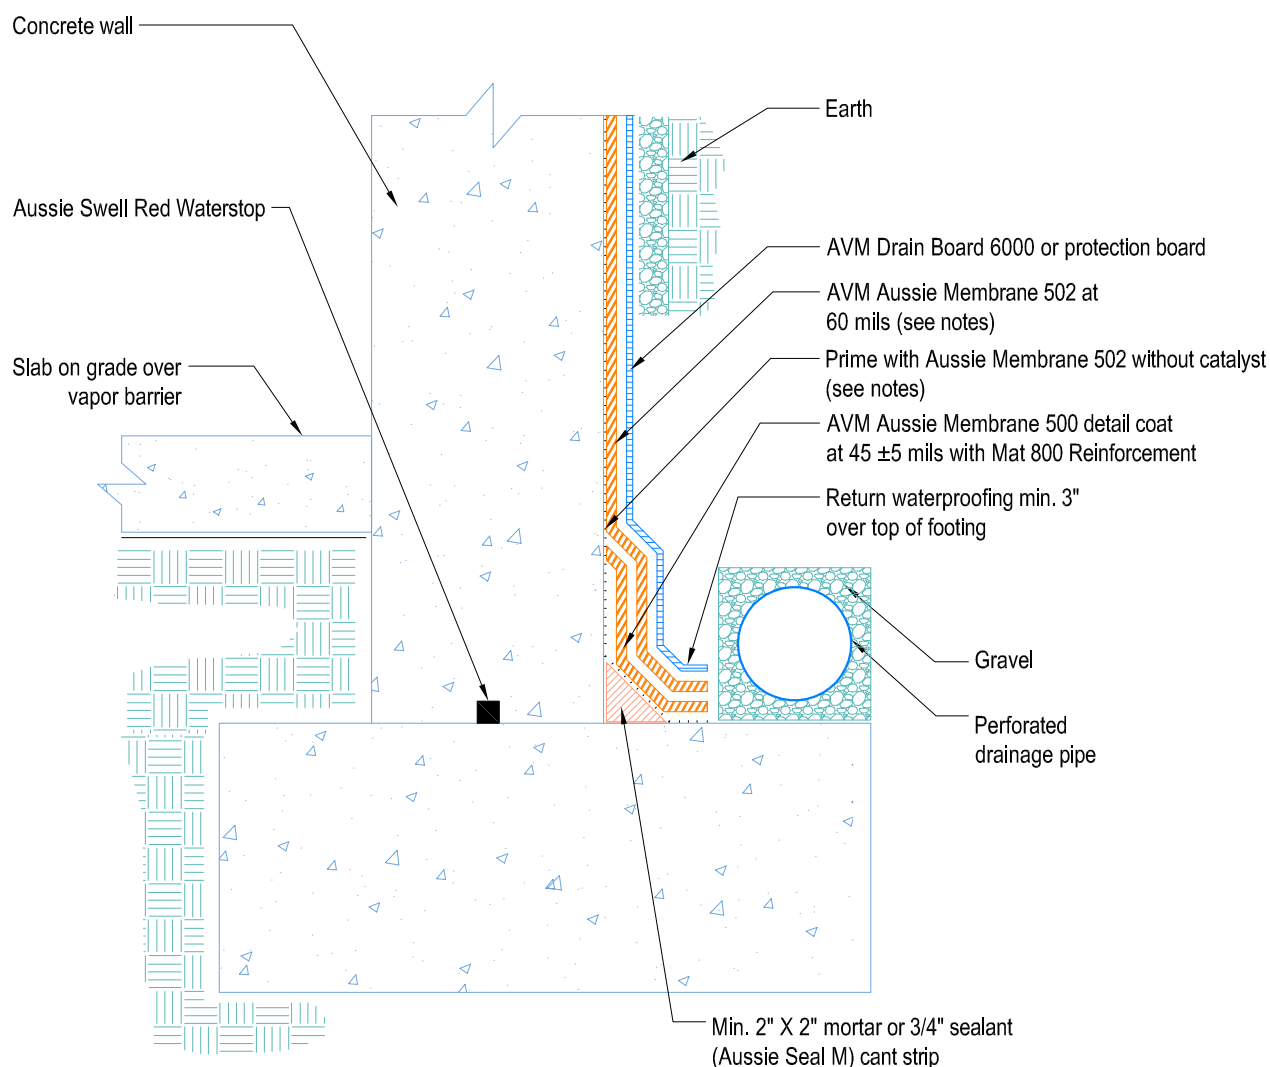 Concrete wall
Earth
Aussie Swell Red Waterstop
AVM Drain Board 6000 or protection board
AVM Aussie Membrane 502 at
60 mils (see notes)
Slab on grade over
vapor barrier
Prime with Aussie Membrane 502 without catalyst
(see notes)
AVM Aussie Membrane 500 detail coat
at 45 ±5 mils with Mat 800 Reinforcement
Return waterproofing min. 3"
over top of footing
Gravel
Perforated
drainage pipe
Min. 2" X 2" mortar or 3/4" sealant
(Aussie Seal M) cant strip